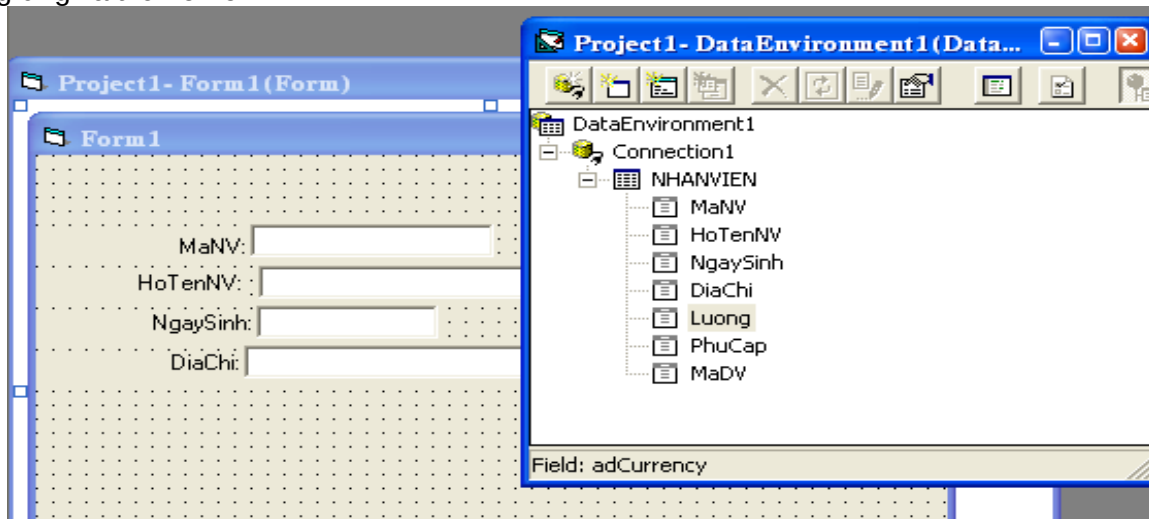 Project1 - Form1 (Form)
Form1
MaNV:
HoTenNV:
NgaySinh:
DiaChi:
Project1 - DataEnvironment1 (Data...
DataEnvironment1
Connection1
NHANVIEN
MaNV
HoTenNV
NgaySinh
DiaChi
Luong
PhuCap
MaDV
Field: adCurrency